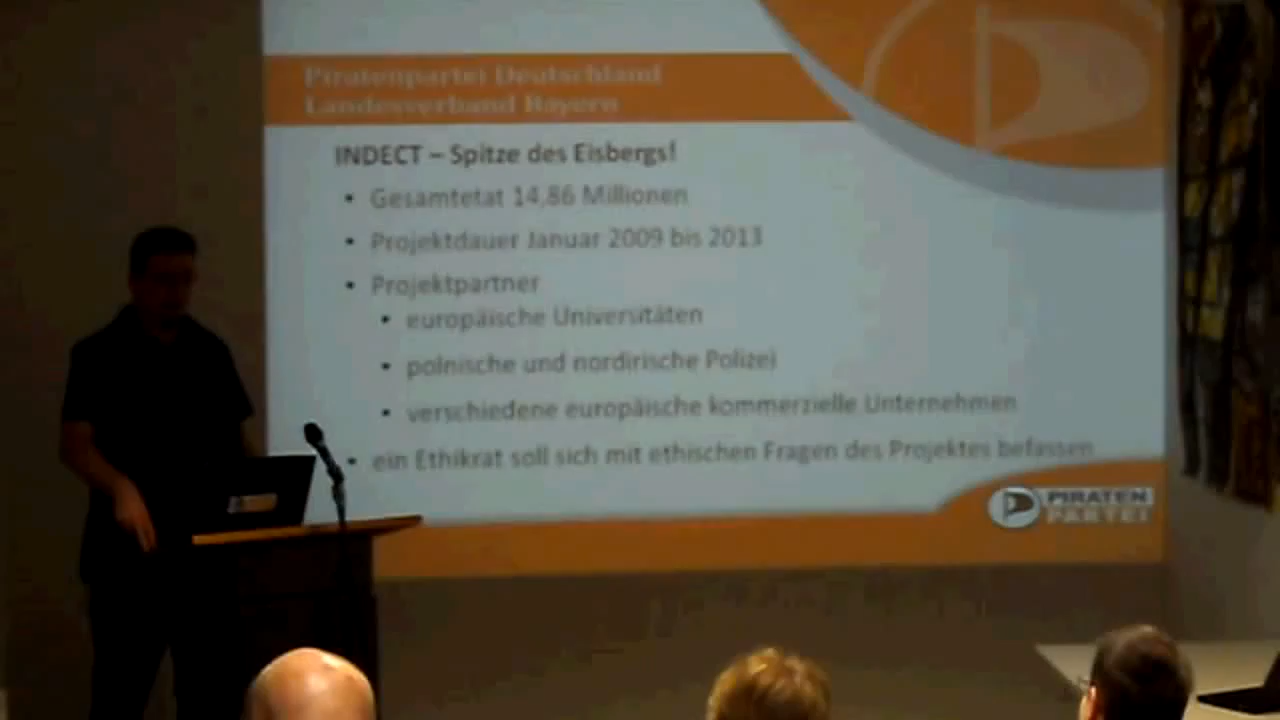 Piratenpartei Deutschland
Landesverband Bayern
INDECT – Spitze des Eisbergs!
• Gesamtetat 14,86 Millionen
• Projektdauer Januar 2009 bis 2013
• Projektpartner
• europäische Universitäten
• polnische und nordirische Polizei
• verschiedene europäische kommerzielle Unternehmen
• ein Ethikrat soll sich mit ethischen Fragen des Projektes befassen
PIRATEN
PARTEI